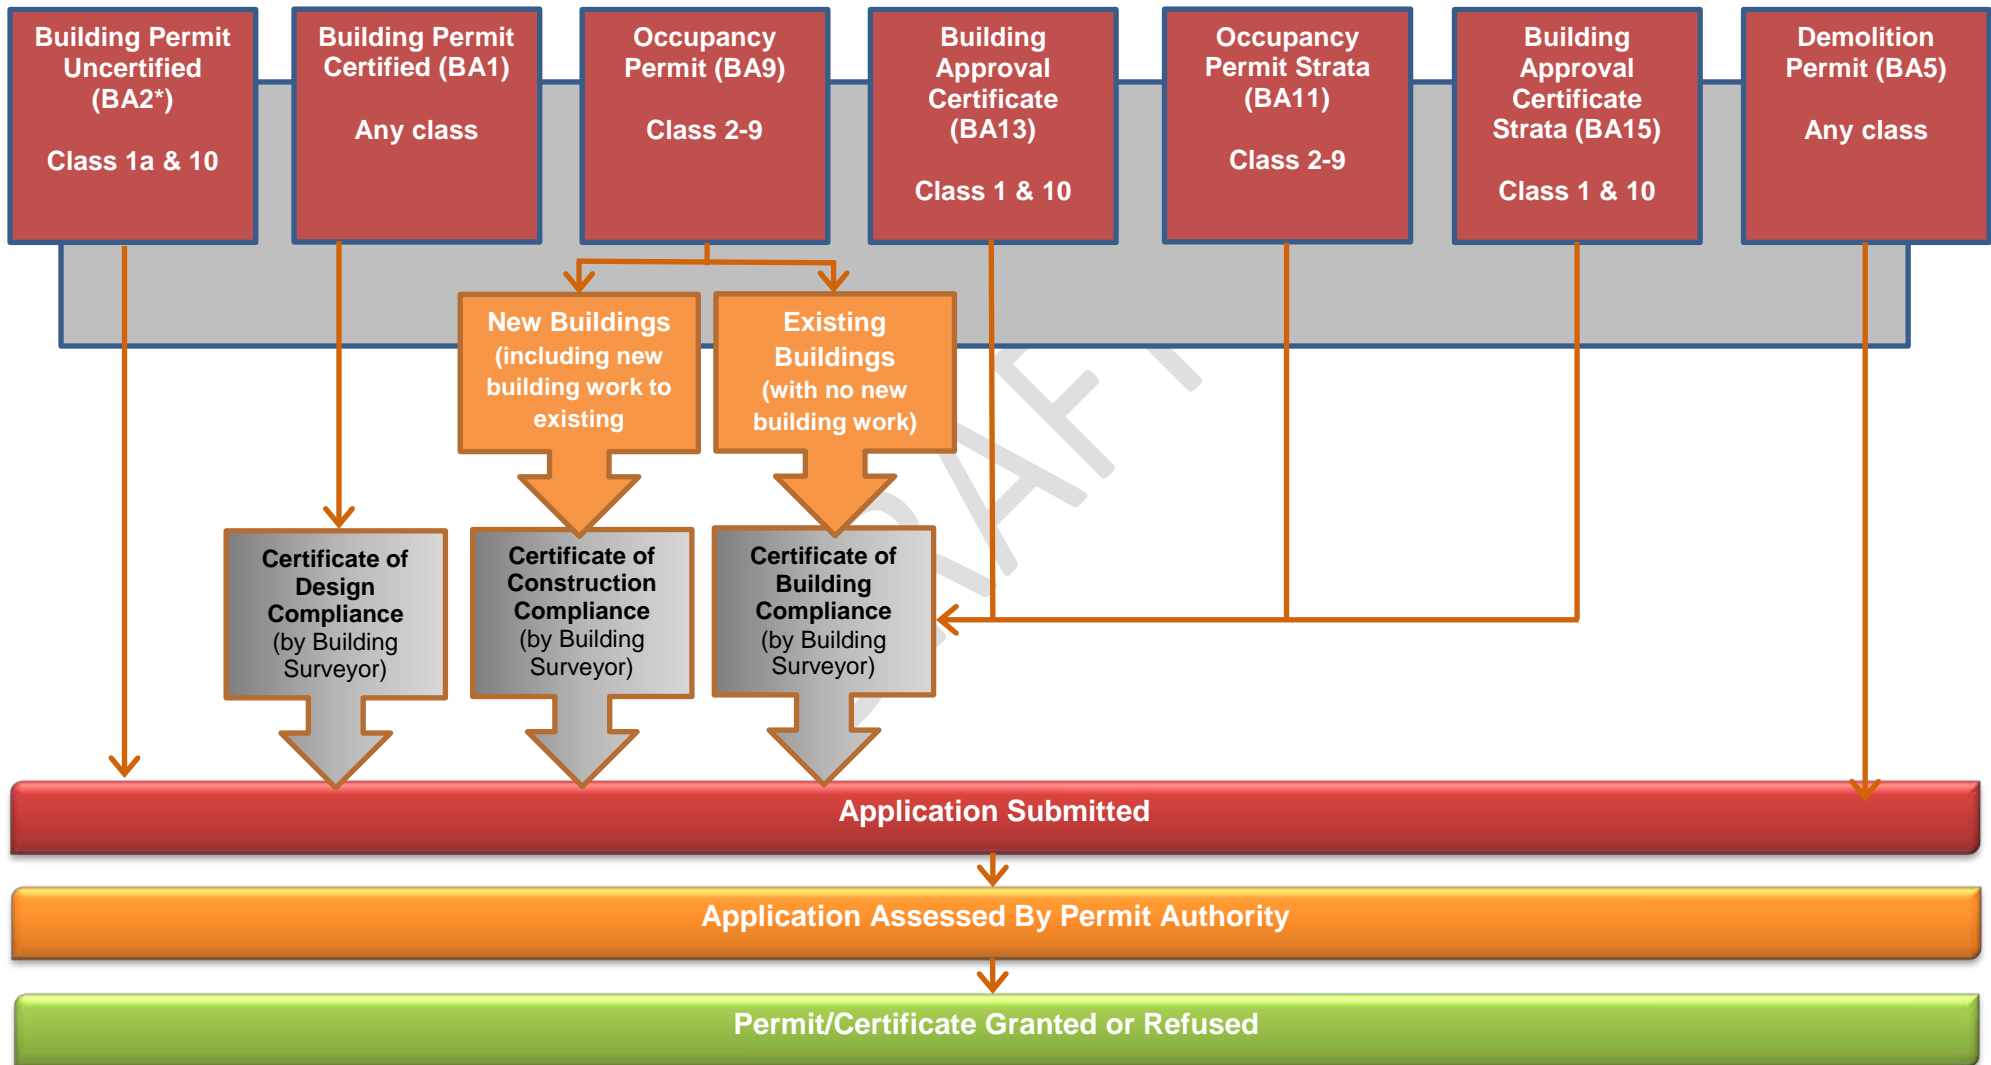 Building Permit
Uncertified
(BA2*)
Class 1a & 10
Building Permit
Certified (BA1)
Any class
Occupancy
Permit (BA9)
Class 2-9
Building
Approval
Certificate
(BA13)
Class 1 & 10
Occupancy
Permit Strata
(BA11)
Class 2-9
Building
Approval
Certificate
Strata (BA15)
Class 1 & 10
Demolition
Permit (BA5)
Any class
New Buildings
(including new
building work to
existing
Existing
Buildings
(with no new
building work)
DRAFT
Certificate of
Design
Compliance
(by Building
Surveyor)
Certificate of
Construction
Compliance
(by Building
Surveyor)
Certificate of
Building
Compliance
(by Building
Surveyor)
Application Submitted
Application Assessed By Permit Authority
Permit/Certificate Granted or Refused